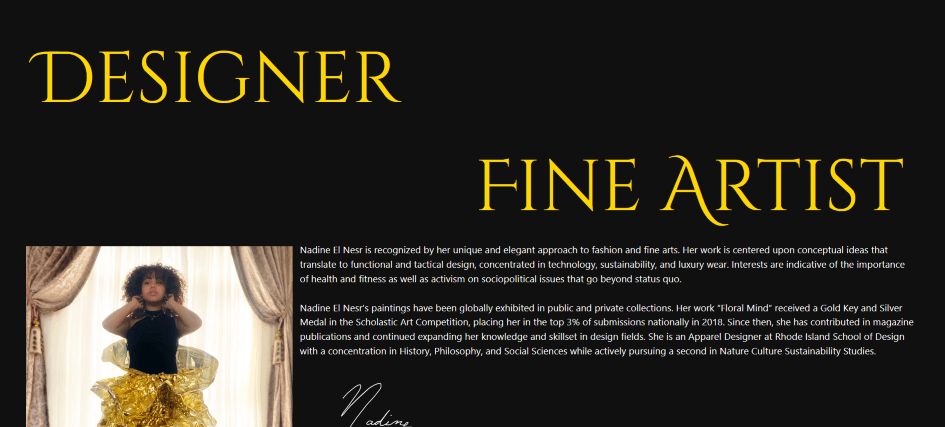 DESIGNER
FINE ARTIST
Nadine El Nesr is recognized by her unique and elegant approach to fashion and fine arts. Her work is centered upon conceptual ideas that
translate to functional and tactical design, concentrated in technology, sustainability, and luxury wear. Interests are indicative of the importance
of health and fitness as well as activism on sociopolitical issues that go beyond status quo.
Nadine El Nesr's paintings have been globally exhibited in public and private collections. Her work "Floral Mind" received a Gold Key and Silver
Medal in the Scholastic Art Competition, placing her in the top 3% of submissions nationally in 2018. Since then, she has contributed in magazine
publications and continued expanding her knowledge and skillset in design fields. She is an Apparel Designer at Rhode Island School of Design
with a concentration in History, Philosophy, and Social Sciences while actively pursuing a second in Nature Culture Sustainability Studies.
Nadine